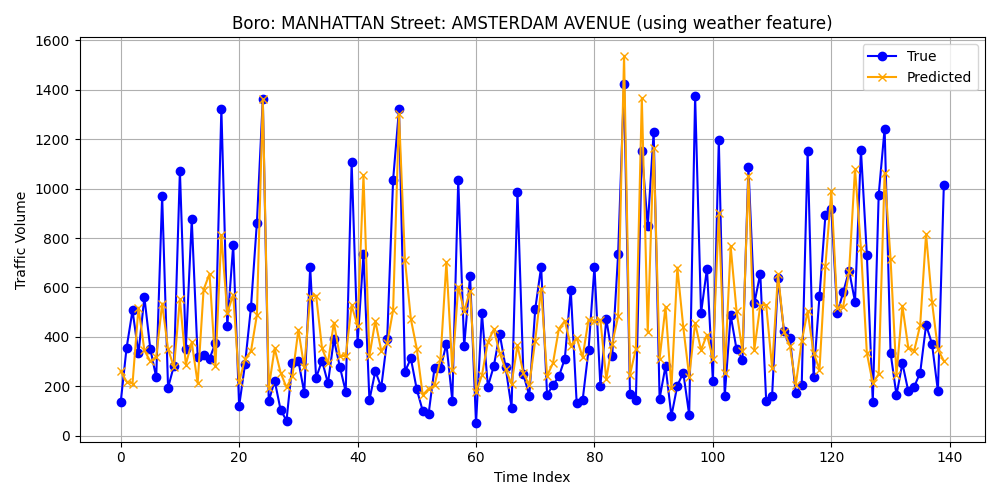 Boro: MANHATTAN Street: AMSTERDAM AVENUE (using weather feature)
True
Predicted
Traffic Volume
1600
1400
1200
1000
800
600
400
200
0
0 20 40 60 80 100 120 140
Time Index